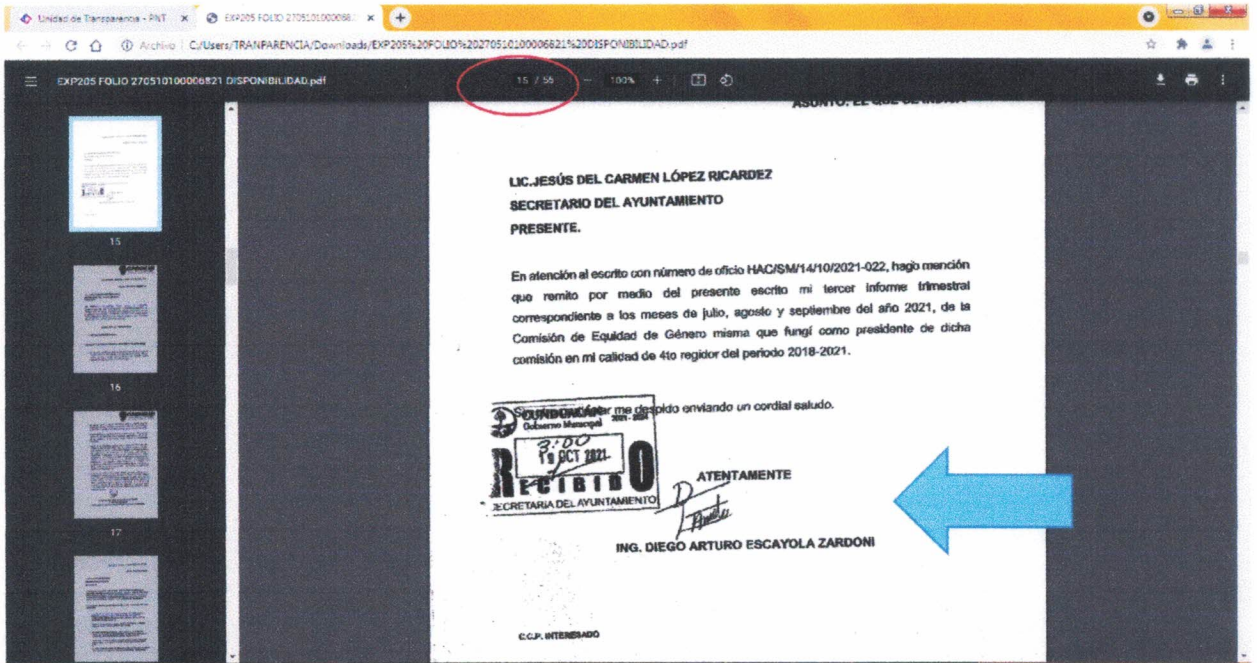 Unidad de Transparencia - PNT
EXP205 FOLIO 2705101000068
Archivo | C:/Users/TRANPARENCIA/Downloads/EXP205%20FOLIO%20270510100006821%20DISPONIBILIDAD.pdf
EXP205 FOLIO 270510100006821 DISPONIBILIDAD.pdf
15 / 55
100%
15
16
17
LIC.JESÚS DEL CARMEN LÓPEZ RICARDEZ
SECRETARIO DEL AYUNTAMIENTO
PRESENTE.
En atención al escrito con número de oficio HAC/SM/14/10/2021-022, hago mención
que remito por medio del presente escrito mi tercer informe trimestral
correspondiente a los meses de julio, agosto y septiembre del año 2021, de la
Comisión de Equidad de Género misma que fungí como presidente de dicha
comisión en mi calidad de 4to regidor del periodo 2018-2021.
me despido enviando un cordial saludo.
CUNDUACÁN
Gobierno Municipal 2021-2024
3:00
19 OCT 2021
RECIBIDO
SECRETARIA DEL AYUNTAMIENTO
ATENTAMENTE
ING. DIEGO ARTURO ESCAYOLA ZARDONI
C.C.P. INTERESADO